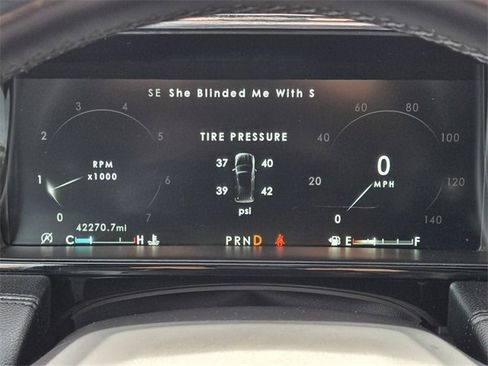 SE She Blinded Me With S
3 4
2 5
1 6
0 7
RPM
x1000
42270.7mi
C H
TIRE PRESSURE
37 40
39 42
psi
PRND
60 80
40 100
20 120
0 140
0
MPH
E F